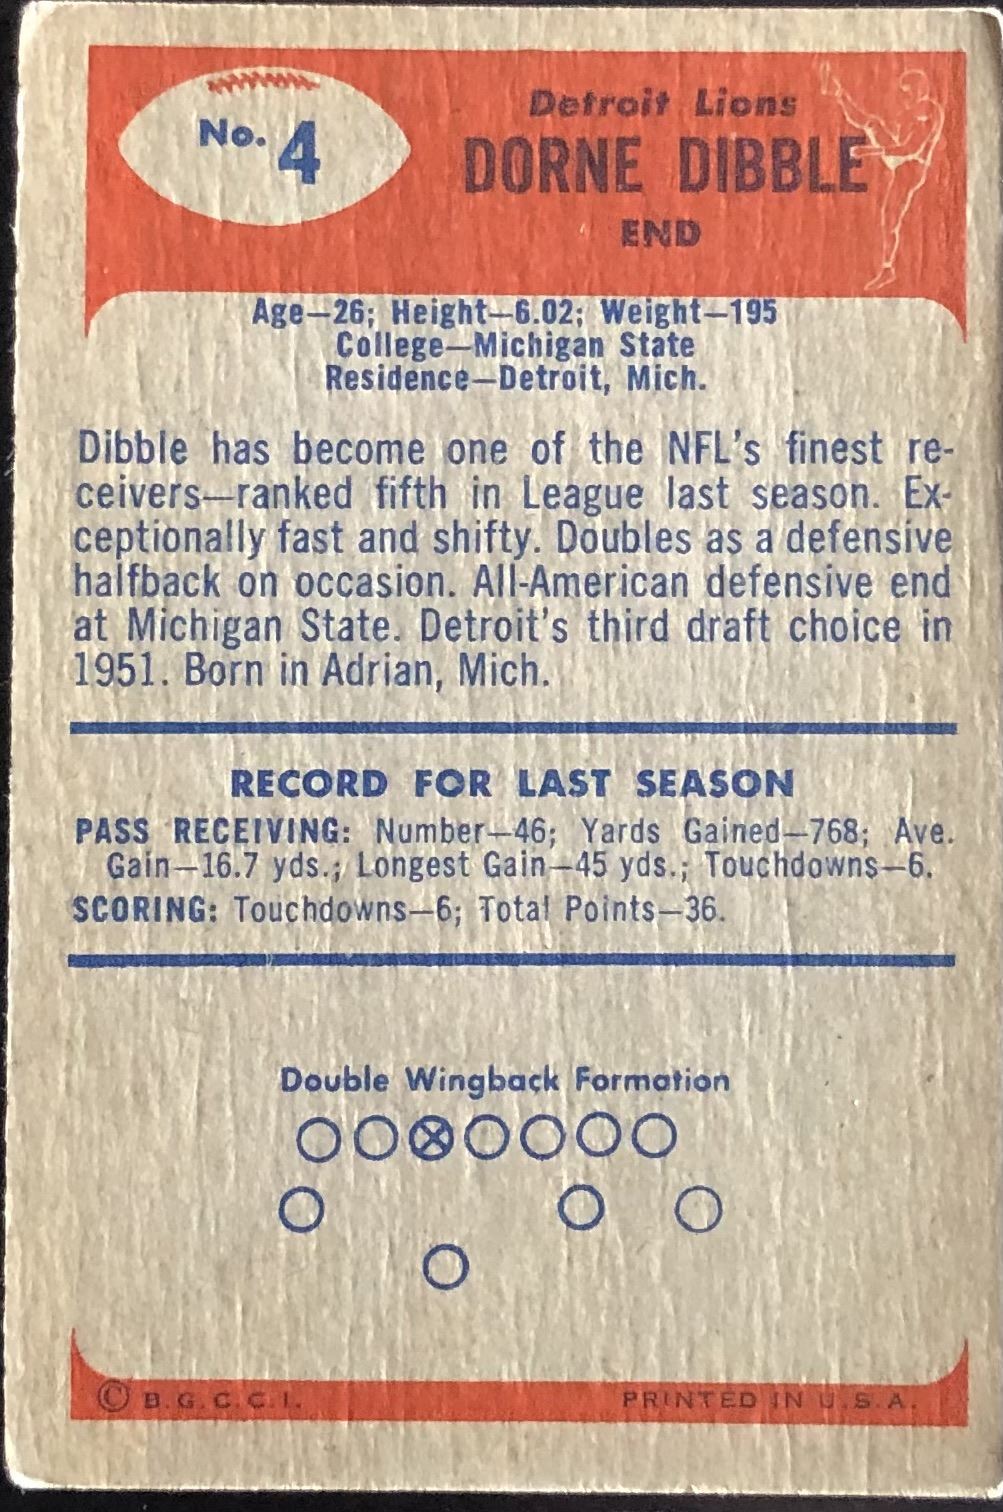 No. 4
Detroit Lions
DORNE DIBBLE
END
Age—26; Height—6.02; Weight—195
College—Michigan State
Residence—Detroit, Mich.
Dibble has become one of the NFL's finest re-
ceivers—ranked fifth in League last season. Ex-
ceptionally fast and shifty. Doubles as a defensive
halfback on occasion. All-American defensive end
at Michigan State. Detroit's third draft choice in
1951. Born in Adrian, Mich.
RECORD FOR LAST SEASON
PASS RECEIVING: Number—46; Yards Gained—768; Ave.
Gain—16.7 yds.; Longest Gain—45 yds.; Touchdowns—6.
SCORING: Touchdowns—6; Total Points—36.
Double Wingback Formation
© B.G.C.C.I. PRINTED IN U.S.A.